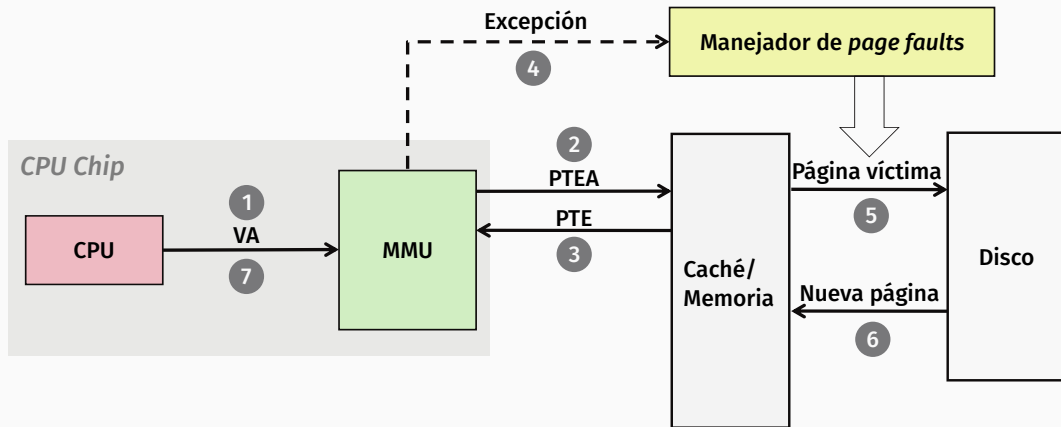 Excepción
4
Manejador de page faults
CPU Chip
2
PTEA
1
VA
7
CPU
MMU
PTE
3
Caché/
Memoria
Página víctima
5
Nueva página
6
Disco